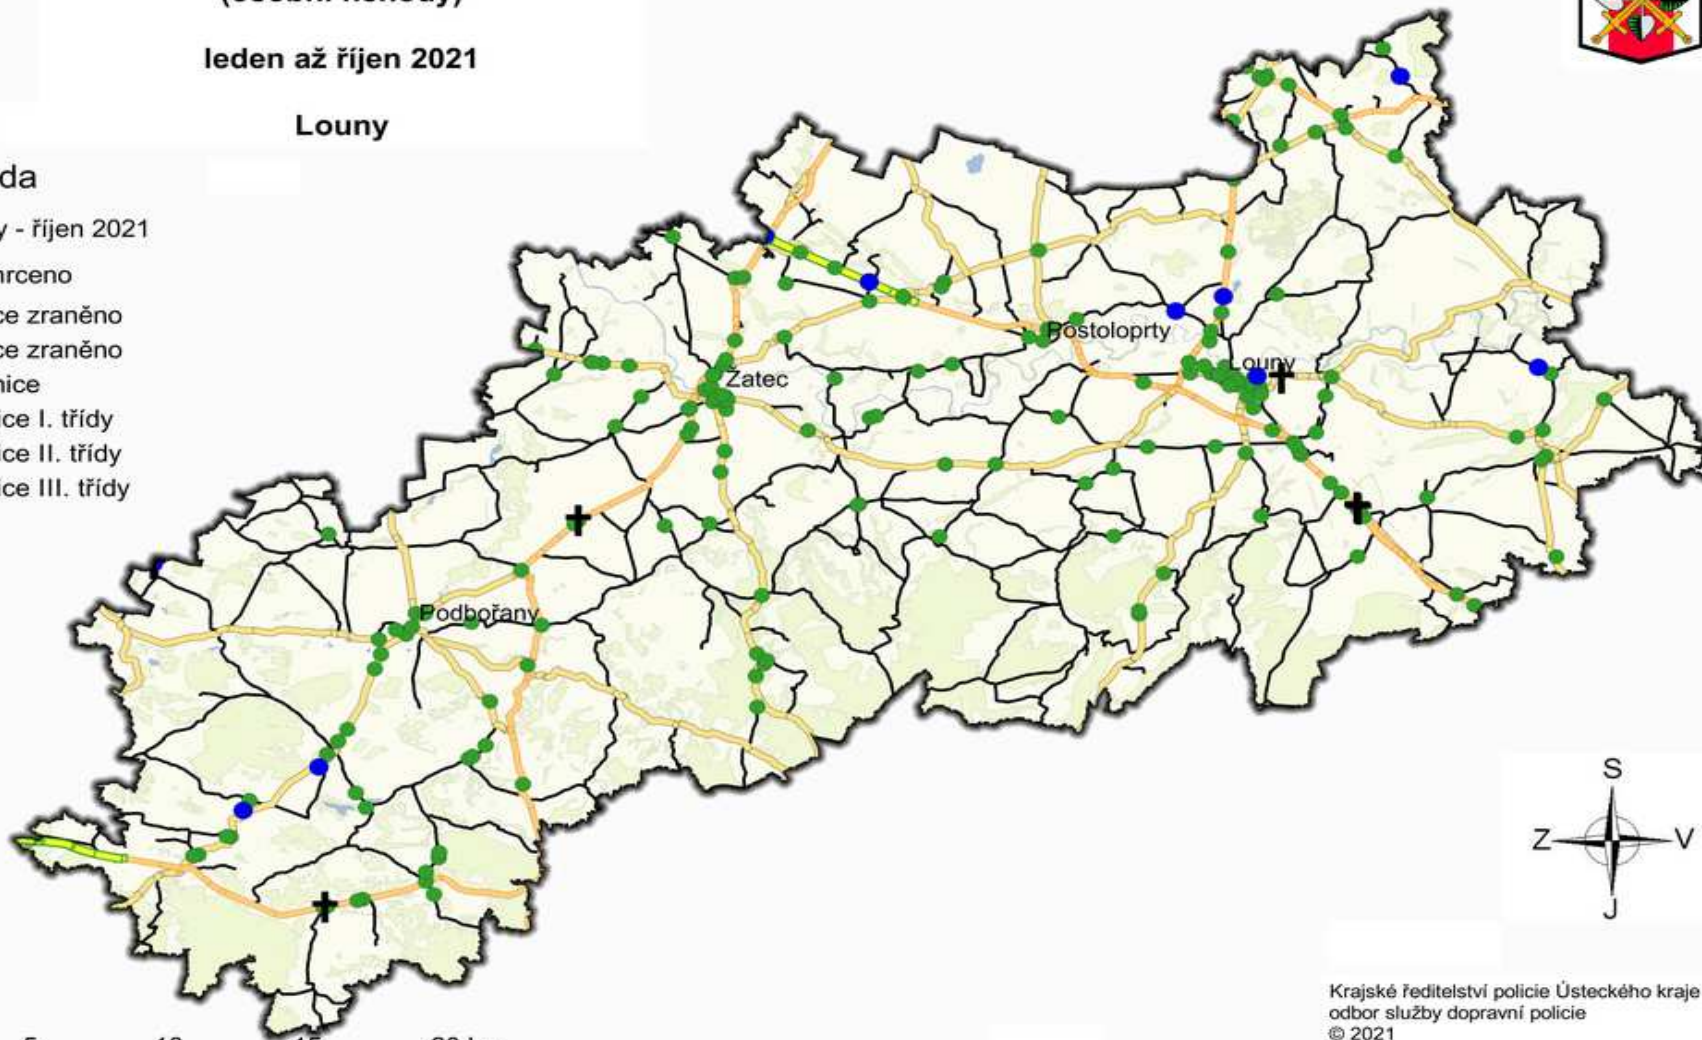 leden až říjen 2021
Louny
da
y - říjen 2021
mrceno
ce zraněno
ce zraněno
nice
ice I. třídy
ice II. třídy
ice III. třídy
Postoloprty
Louny
Žatec
Podbořany
S
Z
V
J
Krajské ředitelství policie Ústeckého kraje
odbor služby dopravní policie
© 2021